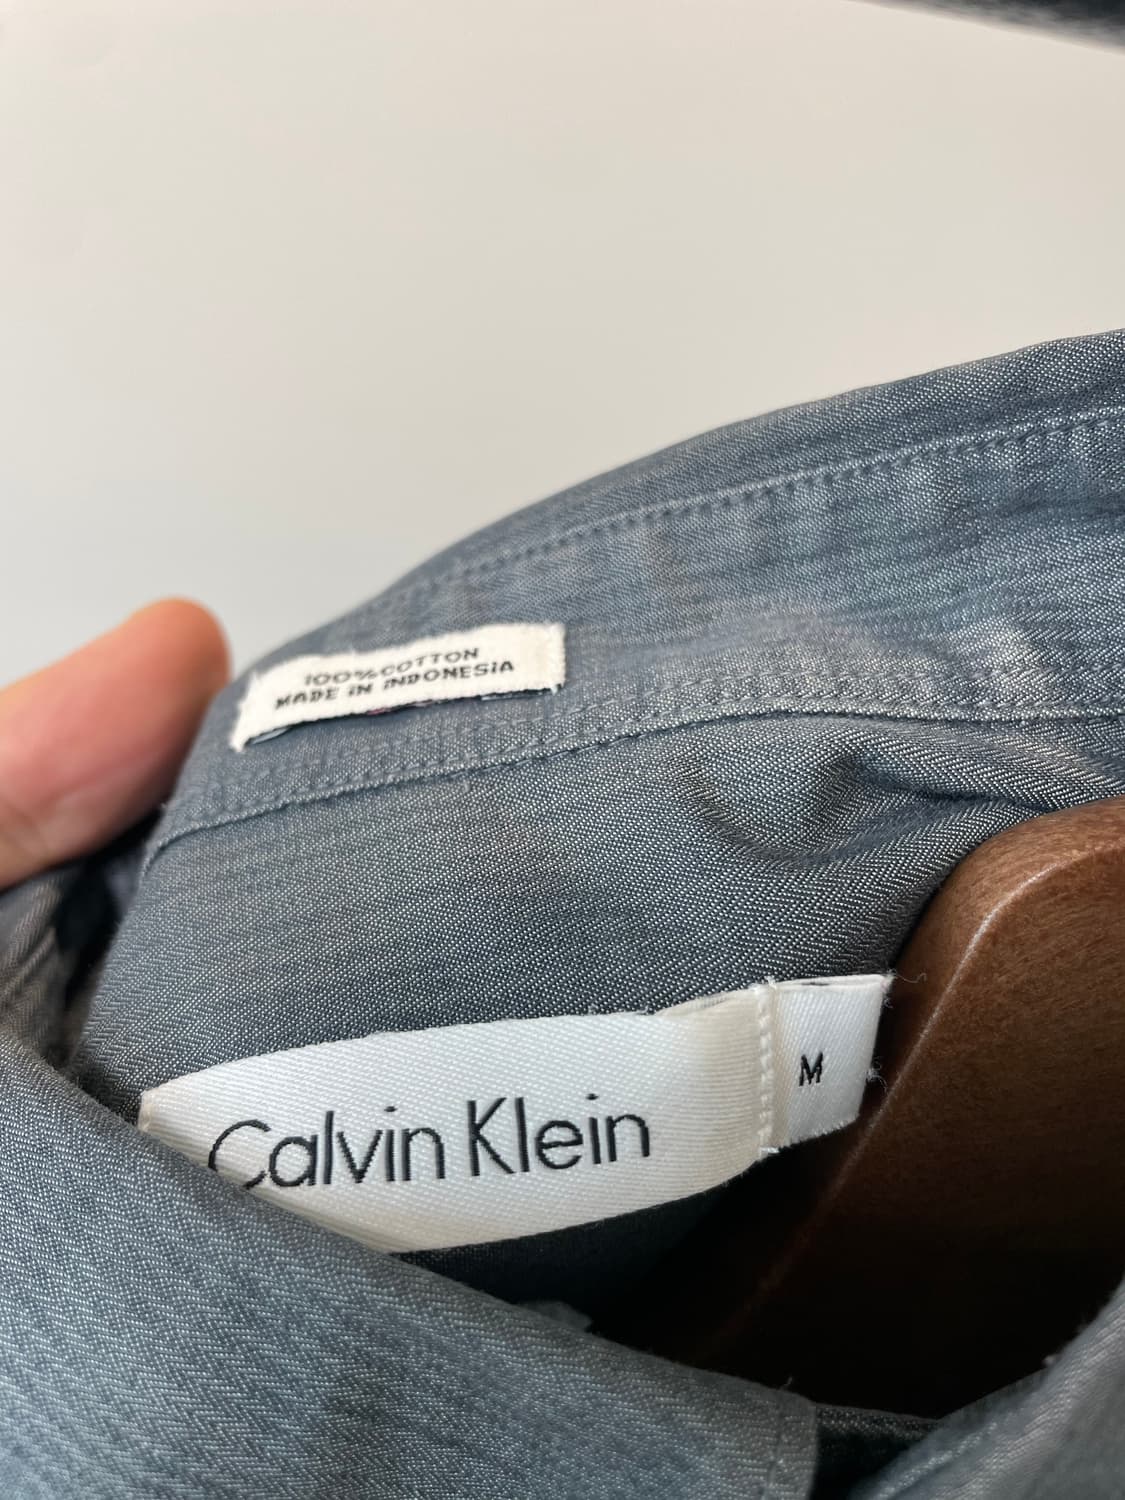 100%COTTON
MADE IN INDONESIA
Calvin Klein
M